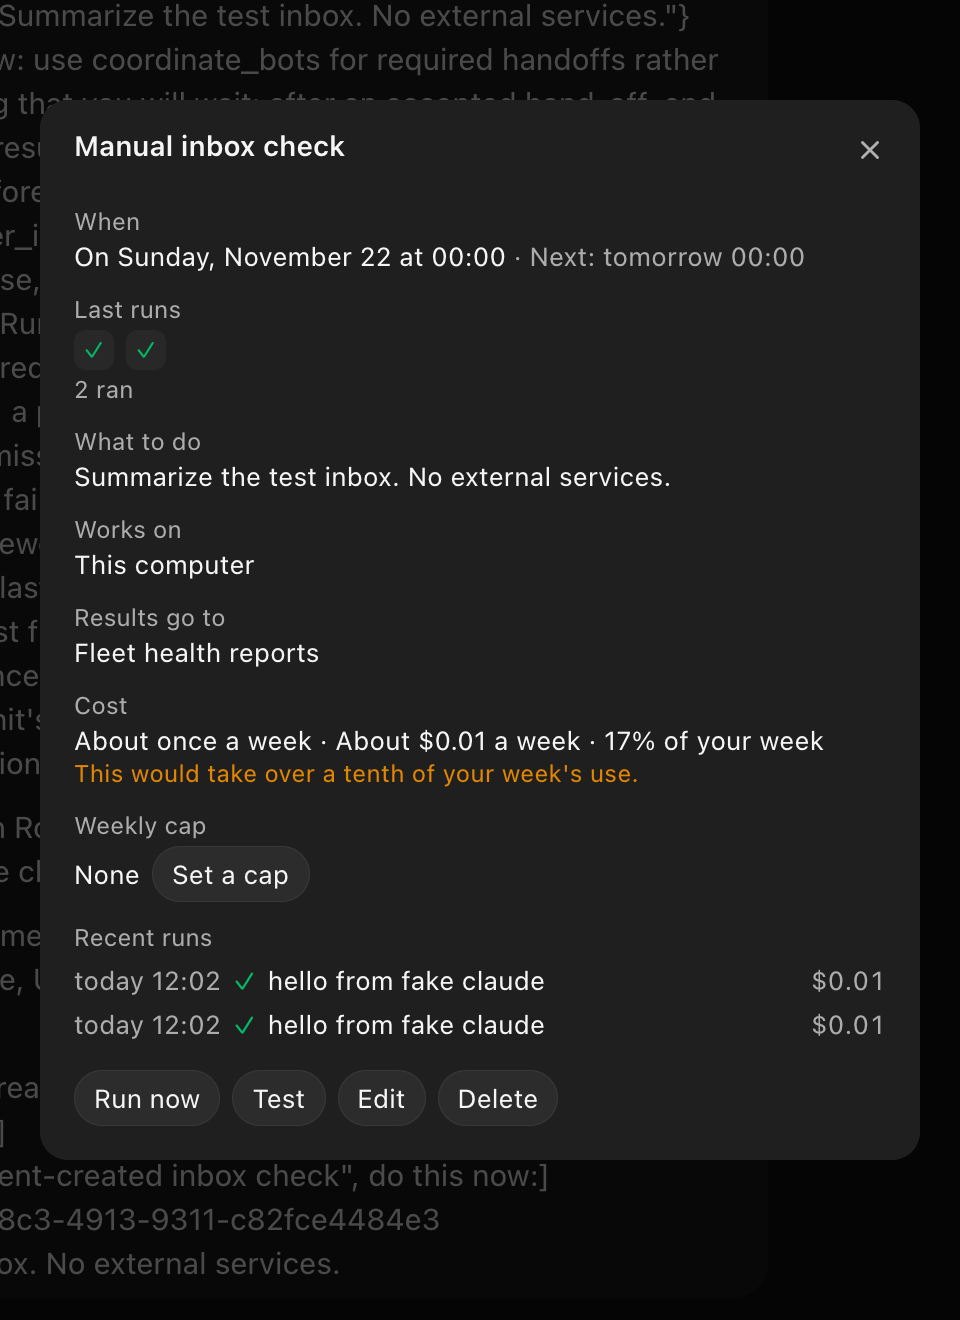 Summarize the test inbox. No external services."}
w: use coordinate_bots for required handoffs rather
Manual inbox check
When
On Sunday, November 22 at 00:00 · Next: tomorrow 00:00
Last runs
2 ran
What to do
Summarize the test inbox. No external services.
Works on
This computer
Results go to
Fleet health reports
Cost
About once a week · About $0.01 a week · 17% of your week
This would take over a tenth of your week's use.
Weekly cap
None Set a cap
Recent runs
today 12:02 ✓ hello from fake claude $0.01
today 12:02 ✓ hello from fake claude $0.01
Run now Test Edit Delete
ent-created inbox check", do this now:]
8c3-4913-9311-c82fce4484e3
ox. No external services.